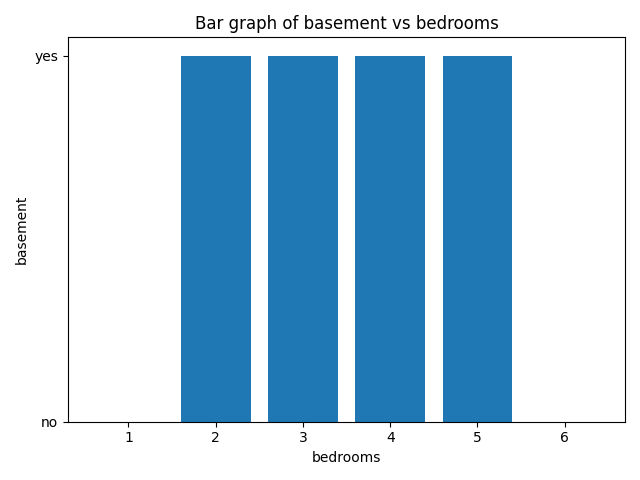 Bar graph of basement vs bedrooms
yes
basement
no
1 2 3 4 5 6
bedrooms